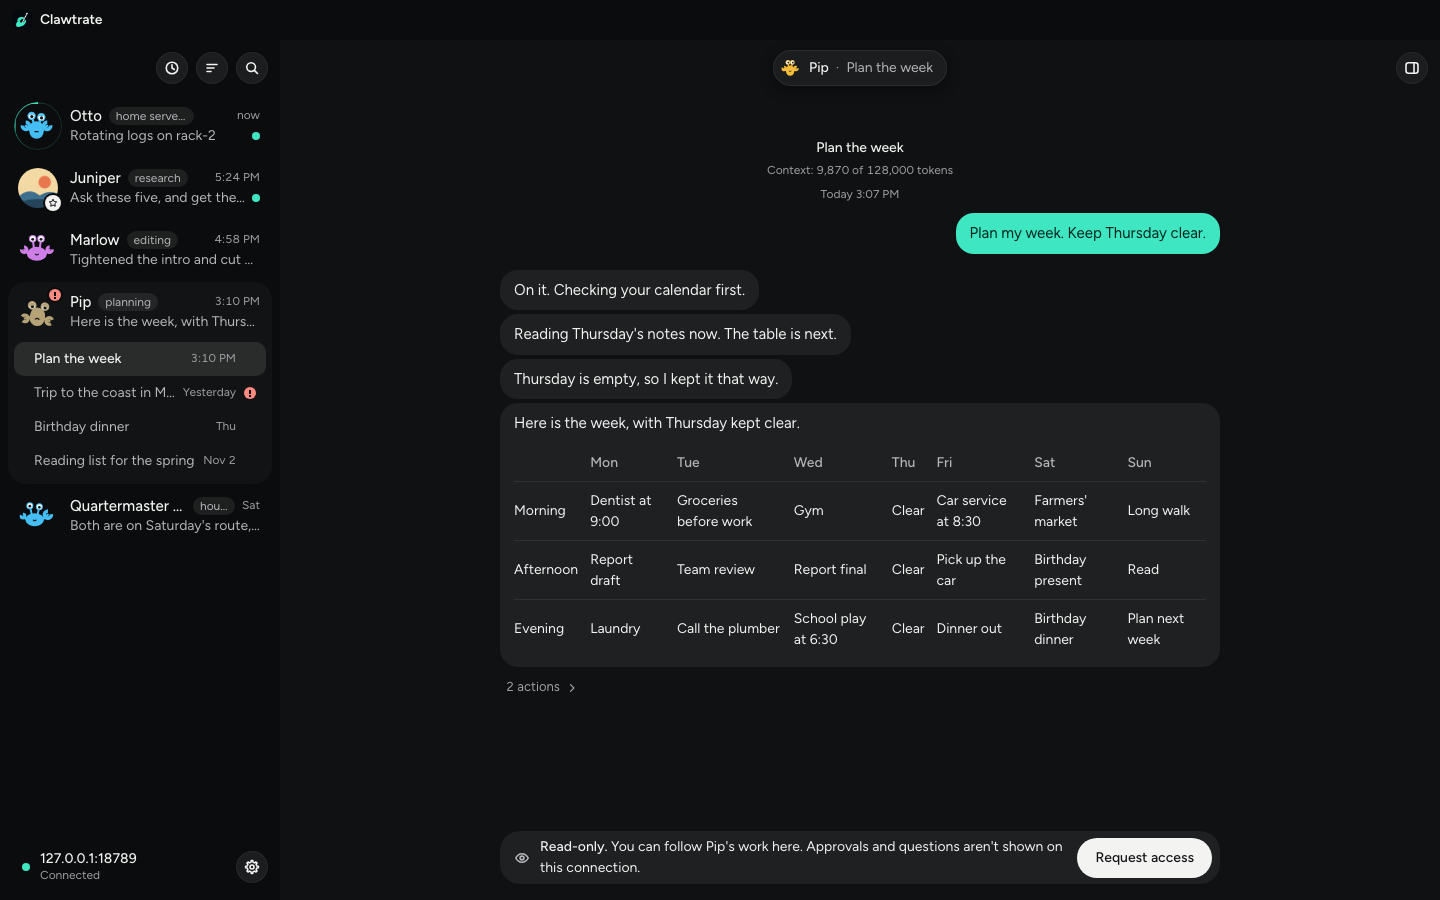 Clawtrate
Otto home serve... now
Rotating logs on rack-2
Juniper research 5:24 PM
Ask these five, and get the...
Marlow editing 4:58 PM
Tightened the intro and cut ...
Pip planning 3:10 PM
Here is the week, with Thurs...
Plan the week 3:10 PM
Trip to the coast in M... Yesterday
Birthday dinner Thu
Reading list for the spring Nov 2
Quartermaster ... hou... Sat
Both are on Saturday's route,...
127.0.0.1:18789
Connected
Pip · Plan the week
Plan the week
Context: 9,870 of 128,000 tokens
Today 3:07 PM
Plan my week. Keep Thursday clear.
On it. Checking your calendar first.
Reading Thursday's notes now. The table is next.
Thursday is empty, so I kept it that way.
Here is the week, with Thursday kept clear.
Mon Tue Wed Thu Fri Sat Sun
Morning Dentist at 9:00 Groceries before work Gym Clear Car service at 8:30 Farmers' market Long walk
Afternoon Report draft Team review Report final Clear Pick up the car Birthday present Read
Evening Laundry Call the plumber School play at 6:30 Clear Dinner out Birthday dinner Plan next week
2 actions
Read-only. You can follow Pip's work here. Approvals and questions aren't shown on
this connection.
Request access